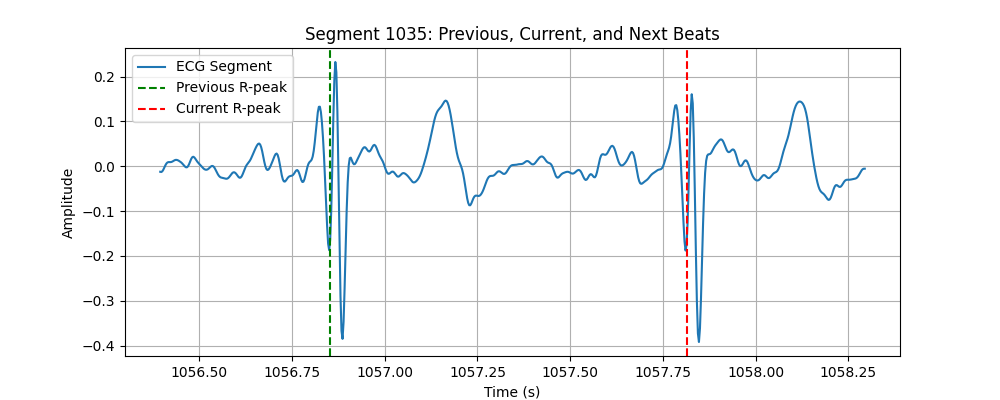 Segment 1035: Previous, Current, and Next Beats
ECG Segment
Previous R-peak
Current R-peak
Amplitude
0.2
0.1
0.0
−0.1
−0.2
−0.3
−0.4
1056.50 1056.75 1057.00 1057.25 1057.50 1057.75 1058.00 1058.25
Time (s)